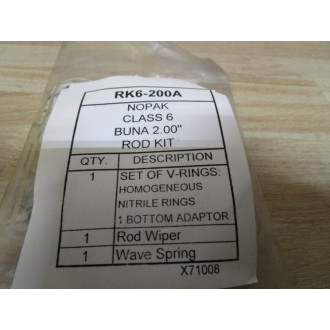 RK6-200A
NOPAK
CLASS 6
BUNA 2.00"
ROD KIT
QTY. DESCRIPTION
1 SET OF V-RINGS:
HOMOGENEOUS
NITRILE RINGS
1 BOTTOM ADAPTOR
1 Rod Wiper
1 Wave Spring
X71008